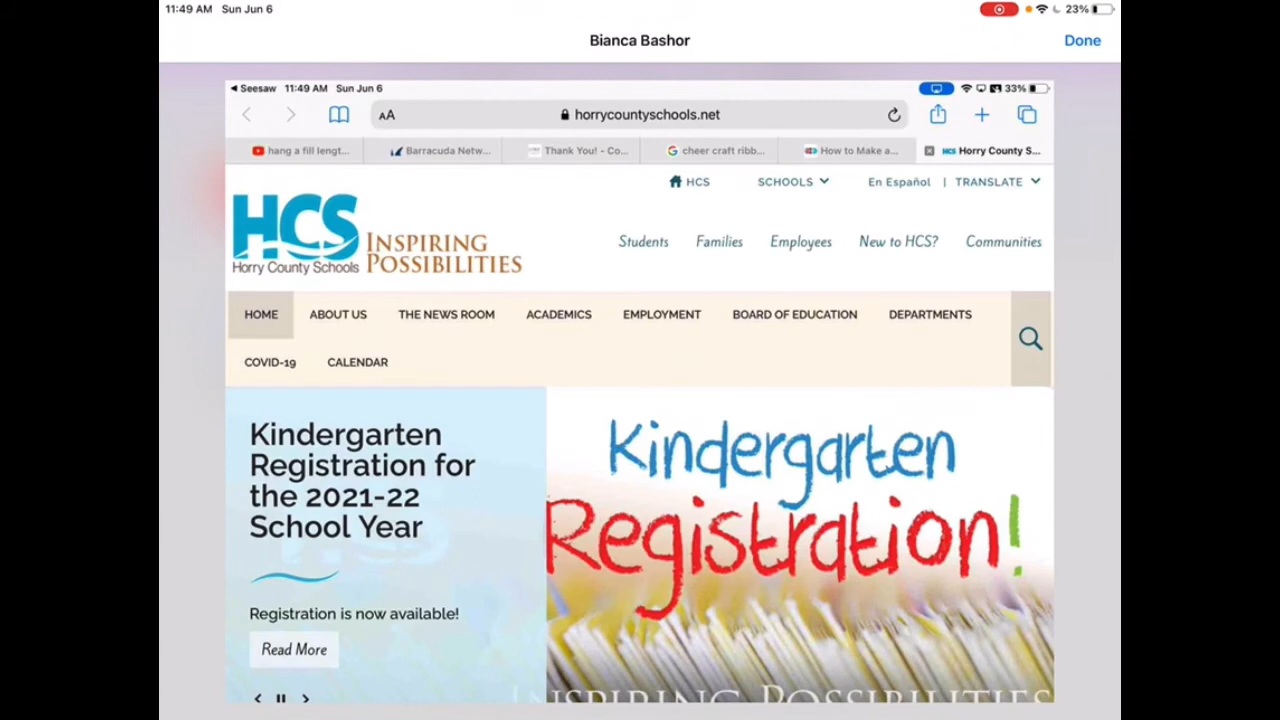 11:49 AM Sun Jun 6 23%
Bianca Bashor Done
Seesaw 11:49 AM Sun Jun 6 33%
AA horrycountyschools.net
hang a fill lengt... Barracuda Netw... Thank You! - Co... cheer craft ribb... How to Make a... HCS Horry County S...
HCS SCHOOLS En Español | TRANSLATE
HCS
Horry County Schools
INSPIRING
POSSIBILITIES
Students Families Employees New to HCS? Communities
HOME ABOUT US THE NEWS ROOM ACADEMICS EMPLOYMENT BOARD OF EDUCATION DEPARTMENTS
COVID-19 CALENDAR
Kindergarten
Registration for
the 2021-22
School Year
Registration is now available!
Read More
Kindergarten
Registration!
INSPIRING POSSIBILITIES